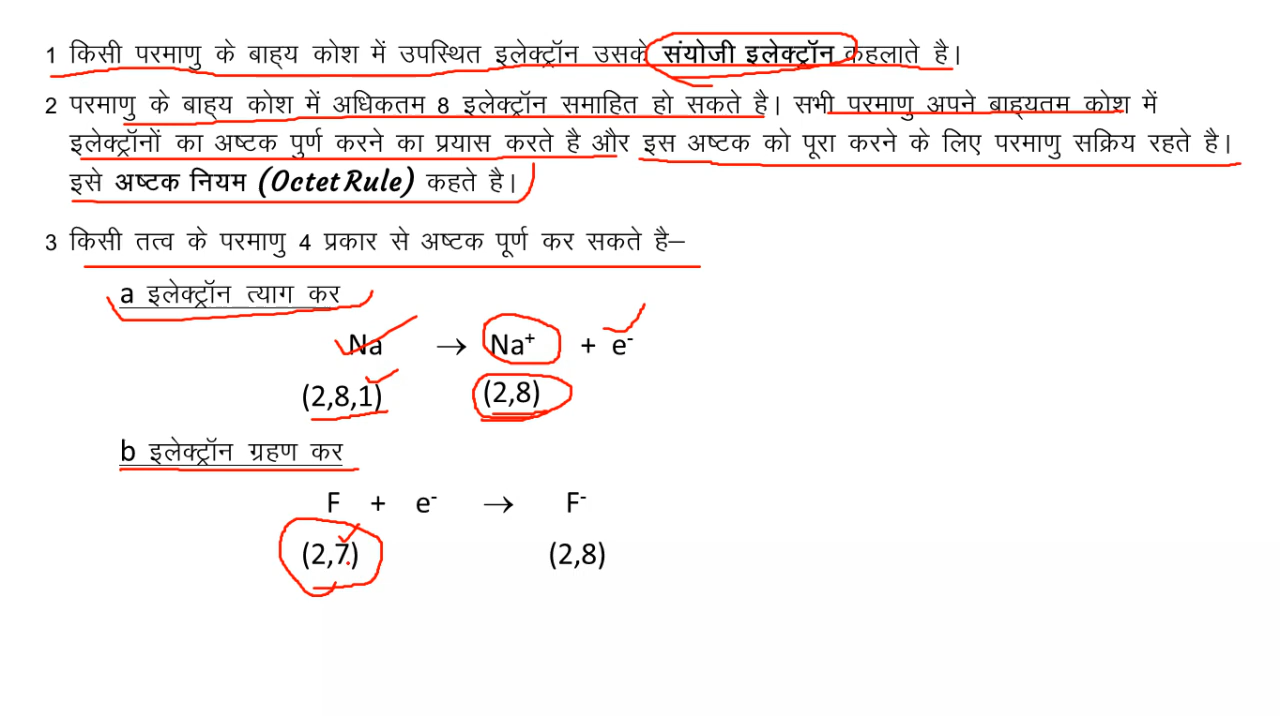 1 किसी परमाणु के बाह्य कोश में उपस्थित इलेक्ट्रॉन उसके संयोजी इलेक्ट्रॉन कहलाते है।
2 परमाणु के बाह्य कोश में अधिकतम 8 इलेक्ट्रॉन समाहित हो सकते है। सभी परमाणु अपने बाह्यतम कोश में
इलेक्ट्रॉनों का अष्टक पुर्ण करने का प्रयास करते है और इस अष्टक को पूरा करने के लिए परमाणु सक्रिय रहते है।
इसे अष्टक नियम (Octet Rule) कहते है।
3 किसी तत्व के परमाणु 4 प्रकार से अष्टक पूर्ण कर सकते है–
a इलेक्ट्रॉन त्याग कर
Na → Na⁺ + e⁻
(2,8,1) (2,8)
b इलेक्ट्रॉन ग्रहण कर
F + e⁻ → F⁻
(2,7) (2,8)